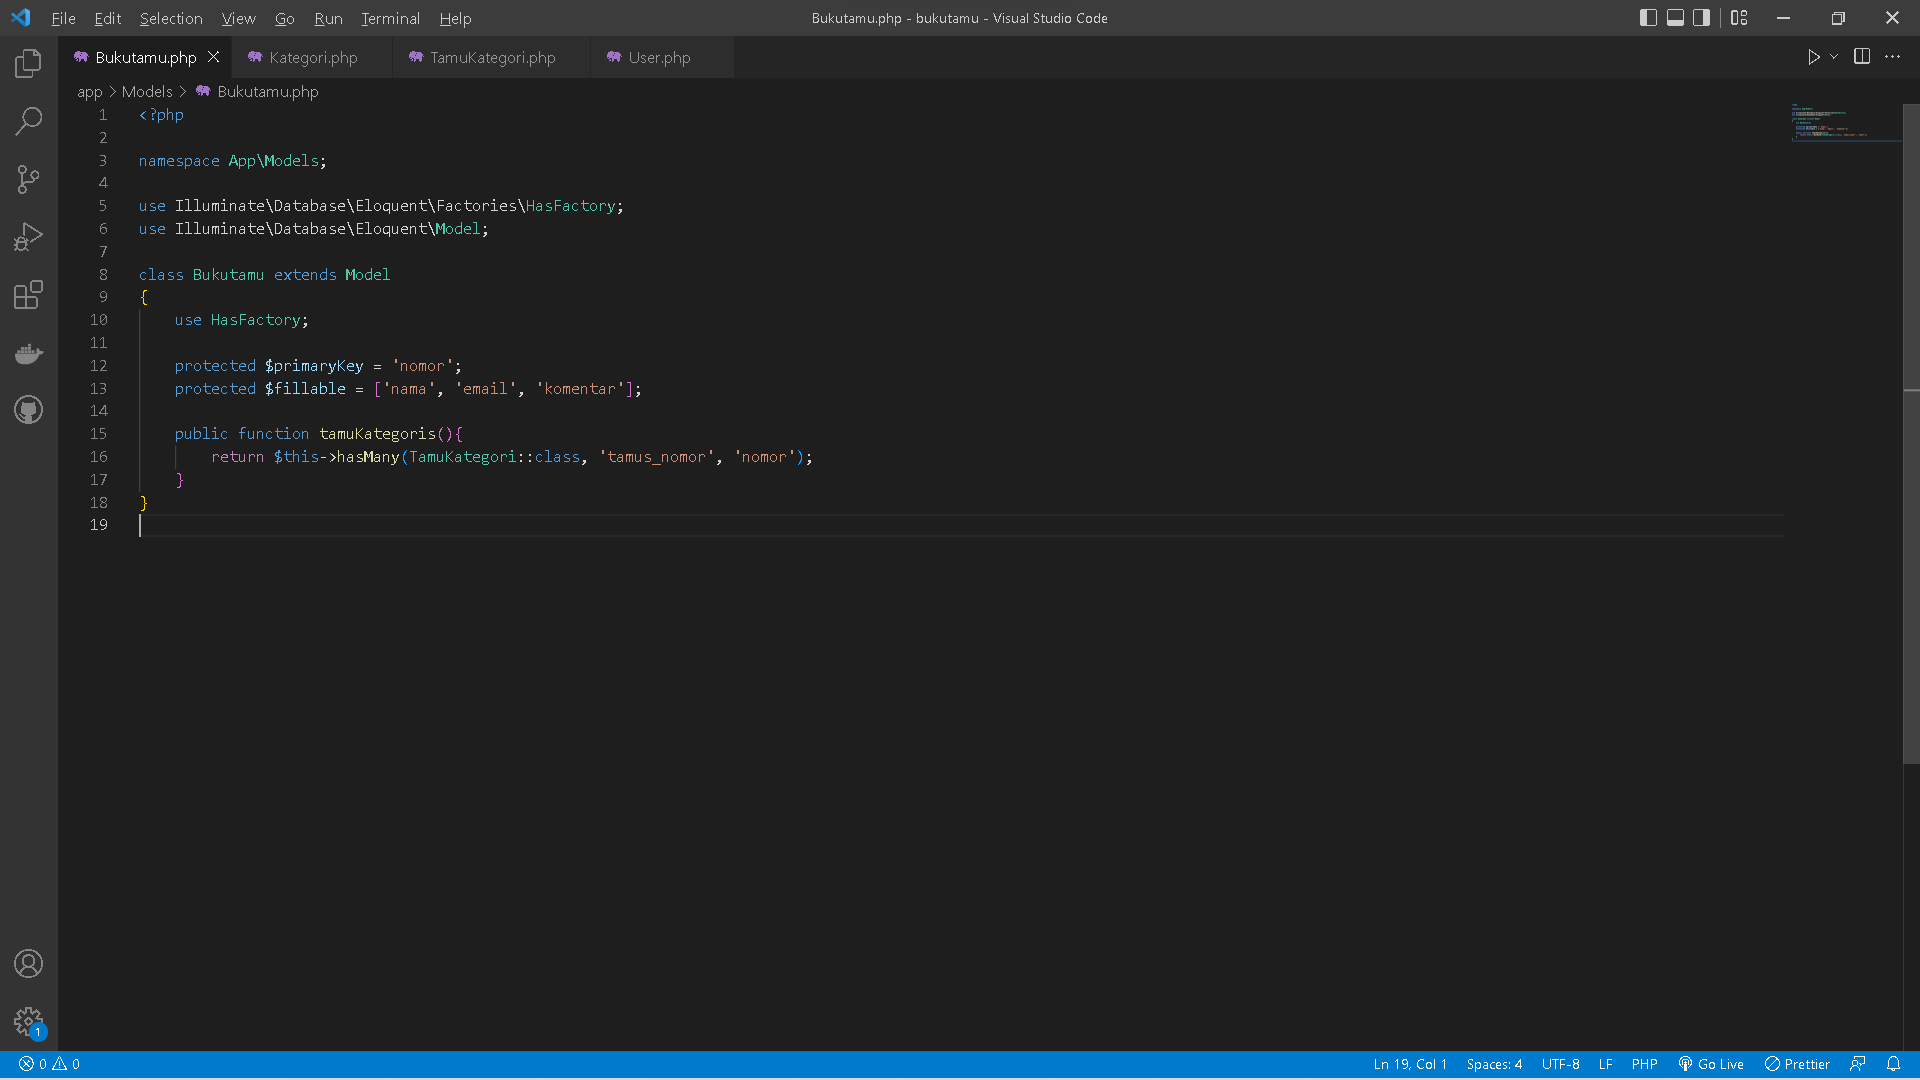 File Edit Selection View Go Run Terminal Help Bukutamu.php - bukutamu - Visual Studio Code
Bukutamu.php Kategori.php TamuKategori.php User.php
app > Models > Bukutamu.php
1 <?php
2
3 namespace App\Models;
4
5 use Illuminate\Database\Eloquent\Factories\HasFactory;
6 use Illuminate\Database\Eloquent\Model;
7
8 class Bukutamu extends Model
9 {
10     use HasFactory;
11
12     protected $primaryKey = 'nomor';
13     protected $fillable = ['nama', 'email', 'komentar'];
14
15     public function tamuKategoris(){
16         return $this->hasMany(TamuKategori::class, 'tamus_nomor', 'nomor');
17     }
18 }
19
1
0 0 Ln 19, Col 1 Spaces: 4 UTF-8 LF PHP Go Live Prettier